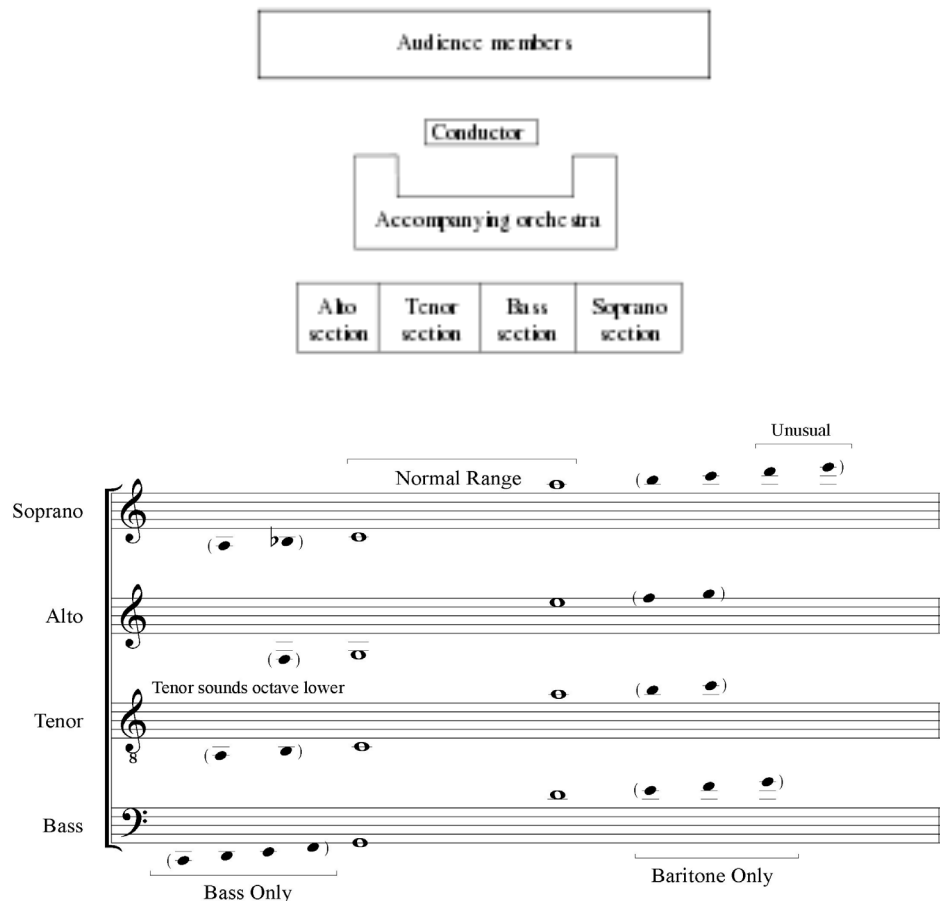 Audience members
Conductor
Accompanying orchestra
Alto
section
Tenor
section
Bass
section
Soprano
section
Unusual
Normal Range
Soprano
Alto
Tenor sounds octave lower
Tenor
8
Bass
Bass Only
Baritone Only